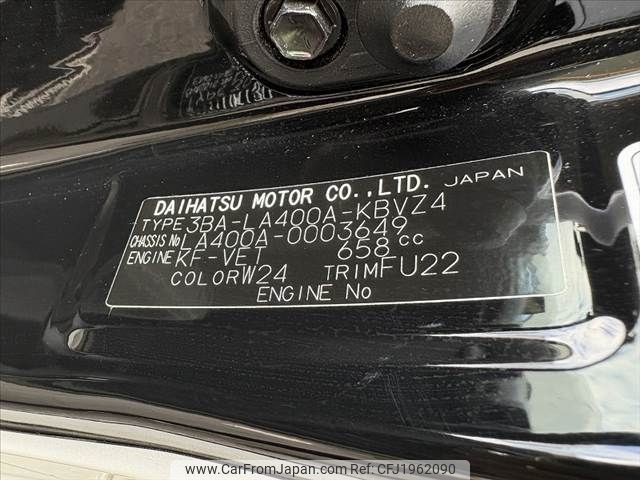 DAIHATSU MOTOR CO.,LTD. JAPAN
TYPE 3BA-LA400A-KBVZ4
CHASSIS No LA400A-0003649
ENGINE KF-VET 658 cc
COLOR W24 TRIM FU22
ENGINE No
www.CarFromJapan.com - Ref CFJ1962090